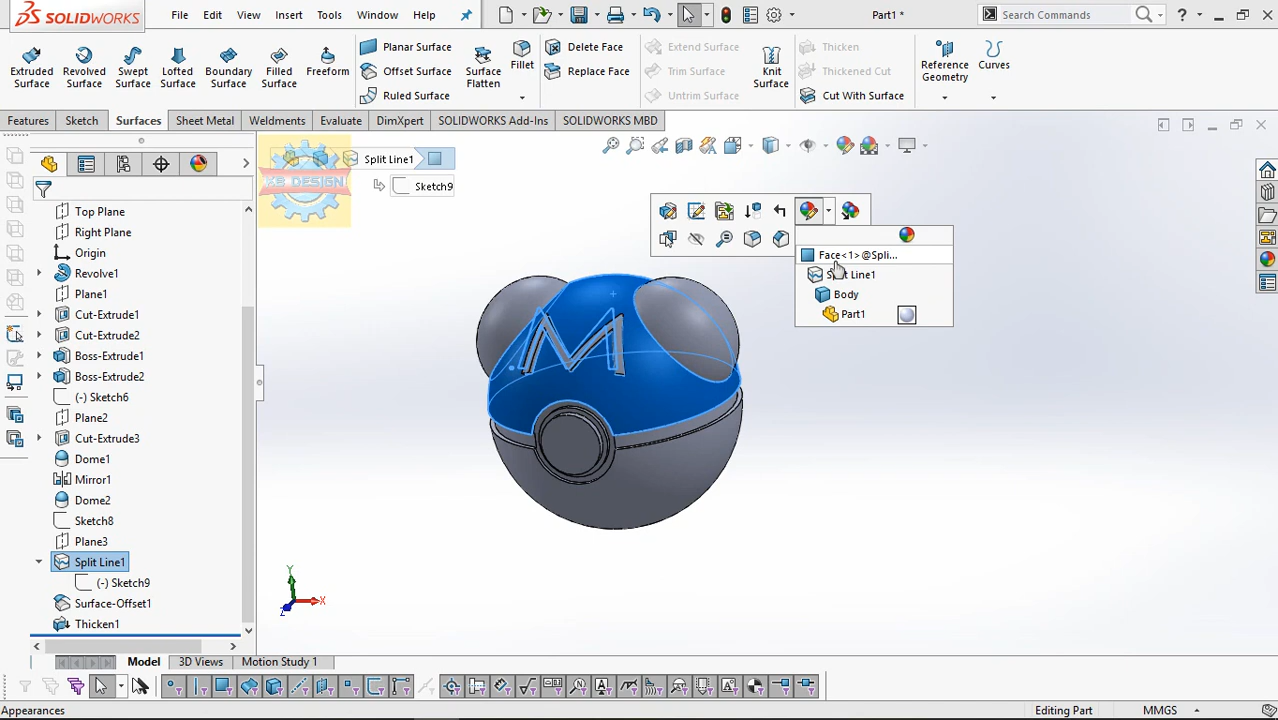 SOLIDWORKS
File Edit View Insert Tools Window Help
Part1 *
Search Commands
?
Extruded Surface
Revolved Surface
Swept Surface
Lofted Surface
Boundary Surface
Filled Surface
Freeform
Planar Surface
Offset Surface
Ruled Surface
Surface Flatten
Fillet
Delete Face
Replace Face
Extend Surface
Trim Surface
Untrim Surface
Knit Surface
Thicken
Thickened Cut
Cut With Surface
Reference Geometry
Curves
Features Sketch Surfaces Sheet Metal Weldments Evaluate DimXpert SOLIDWORKS Add-Ins SOLIDWORKS MBD
Split Line1
Sketch9
KB DESIGN
Top Plane
Right Plane
Origin
Revolve1
Plane1
Cut-Extrude1
Cut-Extrude2
Boss-Extrude1
Boss-Extrude2
(-) Sketch6
Plane2
Cut-Extrude3
Dome1
Mirror1
Dome2
Sketch8
Plane3
Split Line1
(-) Sketch9
Surface-Offset1
Thicken1
Face<1>@Spli...
Split Line1
Body
Part1
M
Y
X
Z
Model 3D Views Motion Study 1
Appearances
Editing Part
MMGS